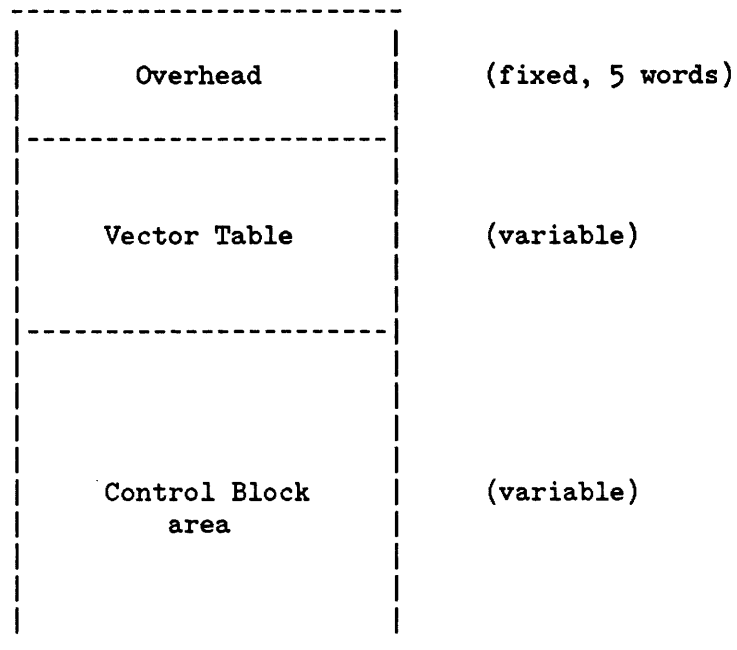 Overhead (fixed, 5 words)
Vector Table (variable)
Control Block (variable)
area